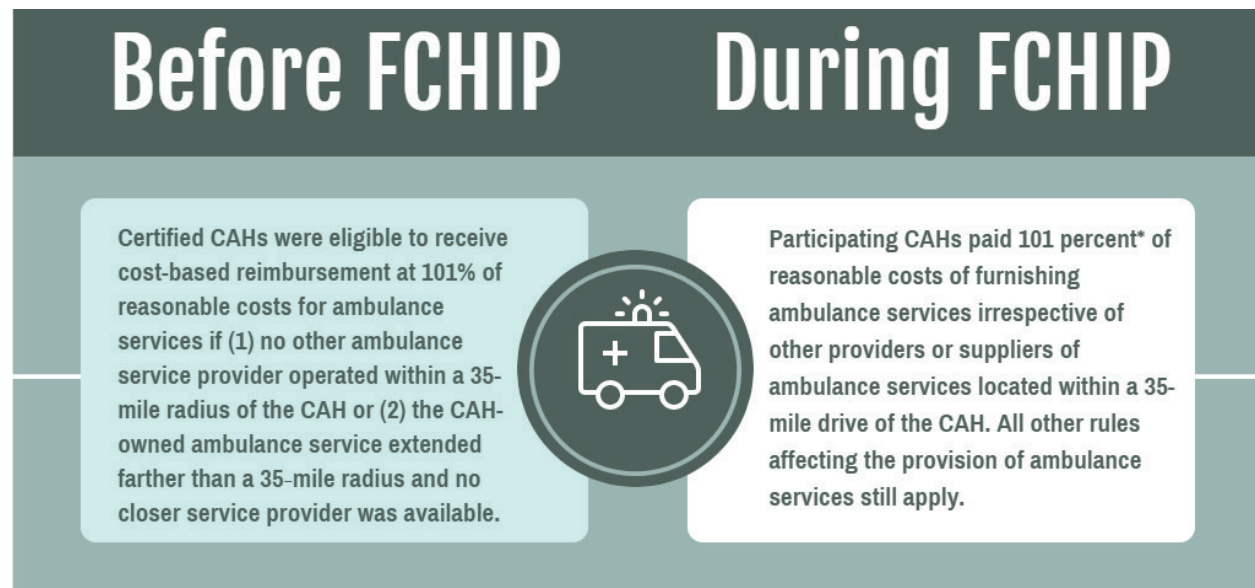 Before FCHIP
During FCHIP
Certified CAHs were eligible to receive
cost-based reimbursement at 101% of
reasonable costs for ambulance
services if (1) no other ambulance
service provider operated within a 35-
mile radius of the CAH or (2) the CAH-
owned ambulance service extended
farther than a 35-mile radius and no
closer service provider was available.
Participating CAHs paid 101 percent* of
reasonable costs of furnishing
ambulance services irrespective of
other providers or suppliers of
ambulance services located within a 35-
mile drive of the CAH. All other rules
affecting the provision of ambulance
services still apply.